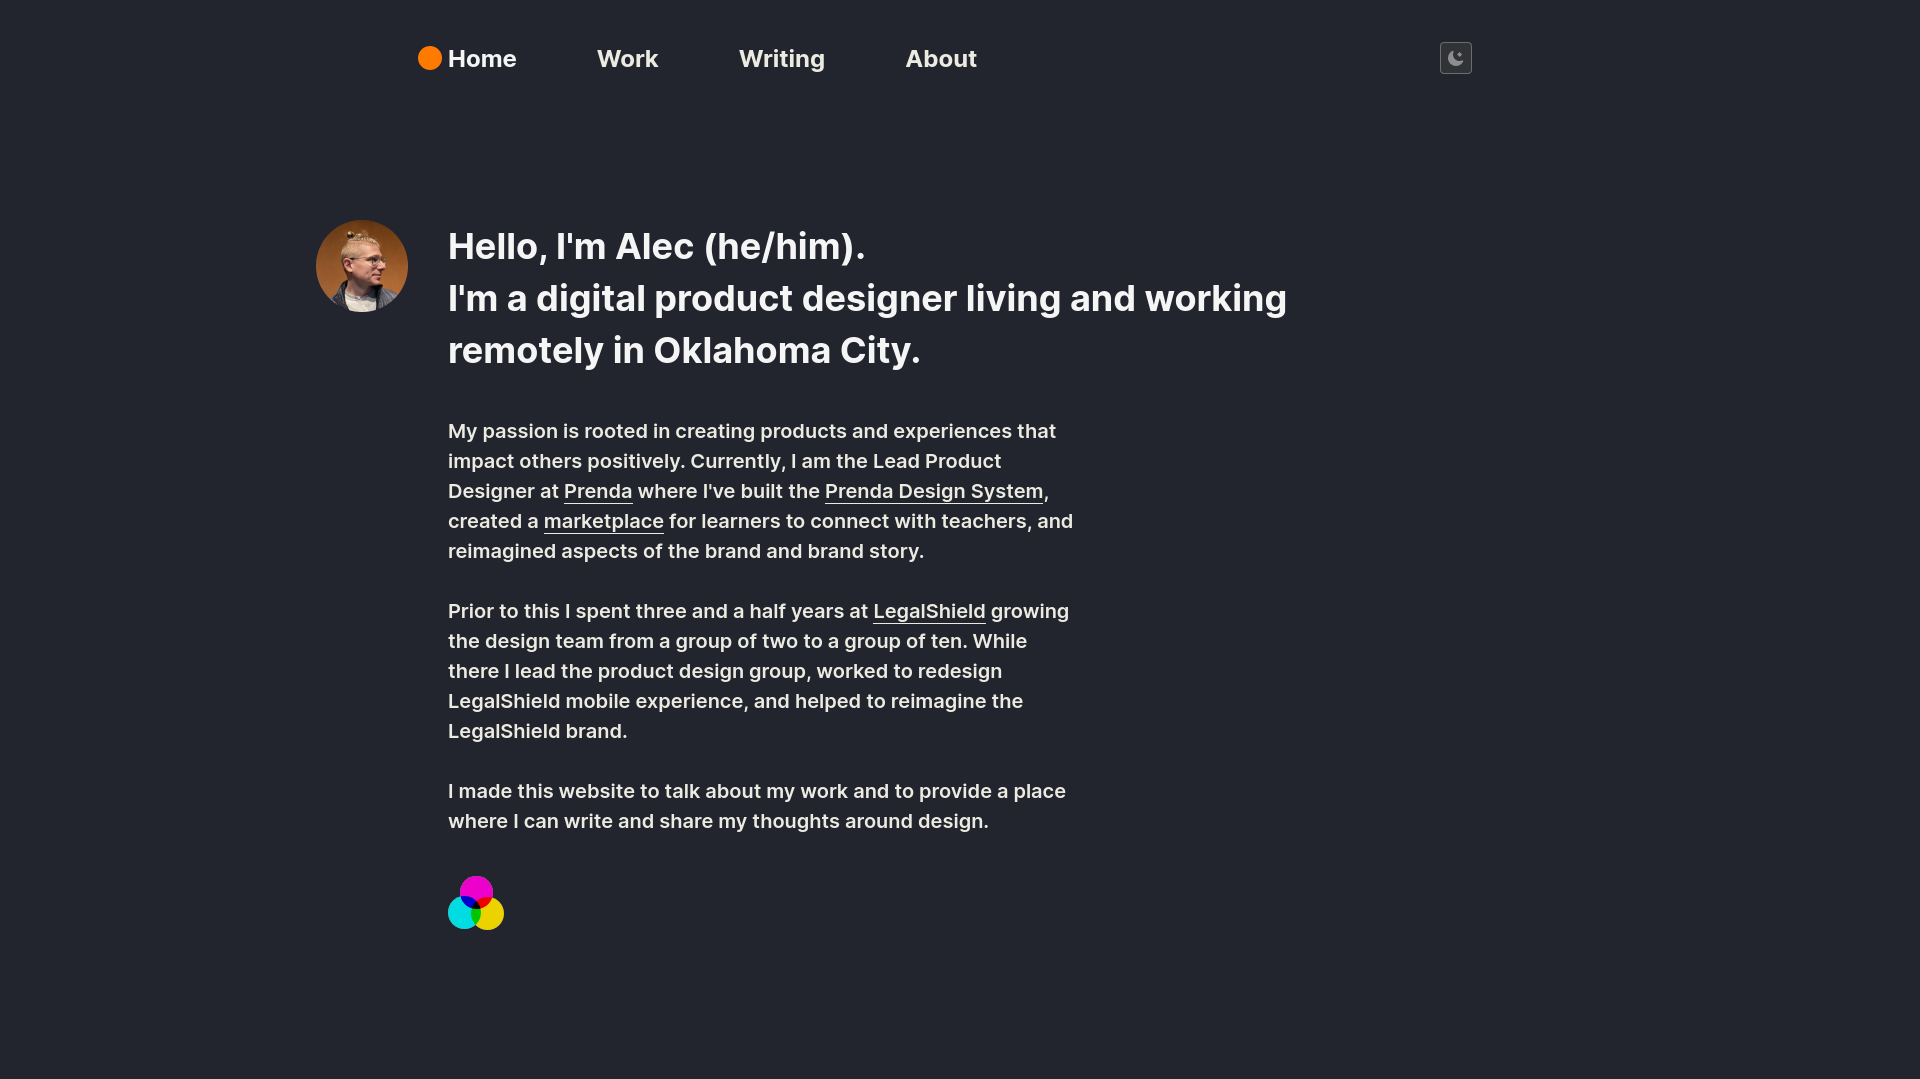 Home Work Writing About
Hello, I'm Alec (he/him).
I'm a digital product designer living and working
remotely in Oklahoma City.
My passion is rooted in creating products and experiences that
impact others positively. Currently, I am the Lead Product
Designer at Prenda where I've built the Prenda Design System,
created a marketplace for learners to connect with teachers, and
reimagined aspects of the brand and brand story.
Prior to this I spent three and a half years at LegalShield growing
the design team from a group of two to a group of ten. While
there I lead the product design group, worked to redesign
LegalShield mobile experience, and helped to reimagine the
LegalShield brand.
I made this website to talk about my work and to provide a place
where I can write and share my thoughts around design.